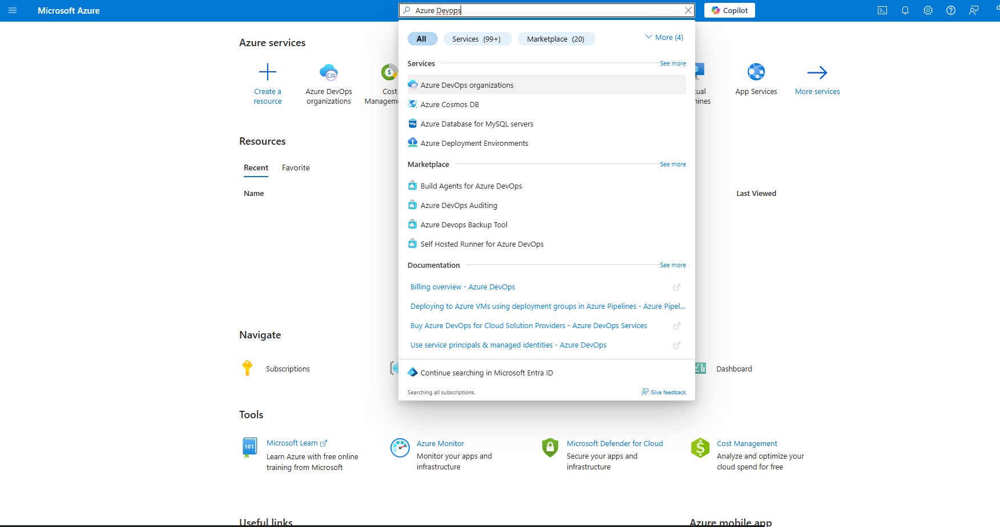 Microsoft Azure
Azure Devops
Copilot
All
Services (99+)
Marketplace (20)
More (4)
Services
See more
Azure DevOps organizations
Azure Cosmos DB
Azure Database for MySQL servers
Azure Deployment Environments
Marketplace
See more
Build Agents for Azure DevOps
Azure DevOps Auditing
Azure Devops Backup Tool
Self Hosted Runner for Azure DevOps
Documentation
See more
Billing overview - Azure DevOps
Deploying to Azure VMs using deployment groups in Azure Pipelines - Azure Pipel...
Buy Azure DevOps for Cloud Solution Providers - Azure DevOps Services
Use service principals & managed identities - Azure DevOps
Continue searching in Microsoft Entra ID
Searching all subscriptions.
Give feedback
Azure services
Create a
resource
Azure DevOps
organizations
Cost
Managem
ual
ines
App Services
More services
Resources
Recent
Favorite
Name
Last Viewed
Navigate
Subscriptions
Dashboard
Tools
101
Microsoft Learn
Learn Azure with free online
training from Microsoft
Azure Monitor
Monitor your apps and
infrastructure
Microsoft Defender for Cloud
Secure your apps and
infrastructure
Cost Management
Analyze and optimize your
cloud spend for free
Useful links
Azure mobile app